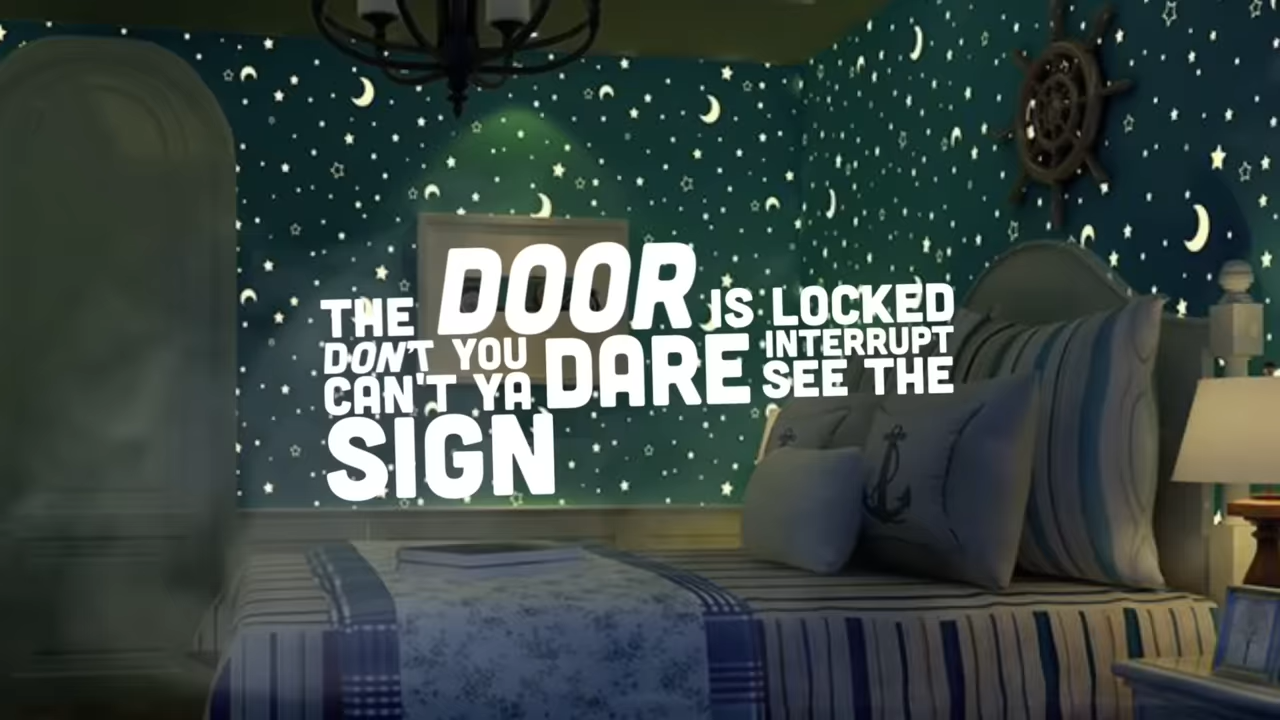 THE DOOR IS LOCKED
DON'T YOU DARE INTERRUPT
CAN'T YA SEE THE
SIGN